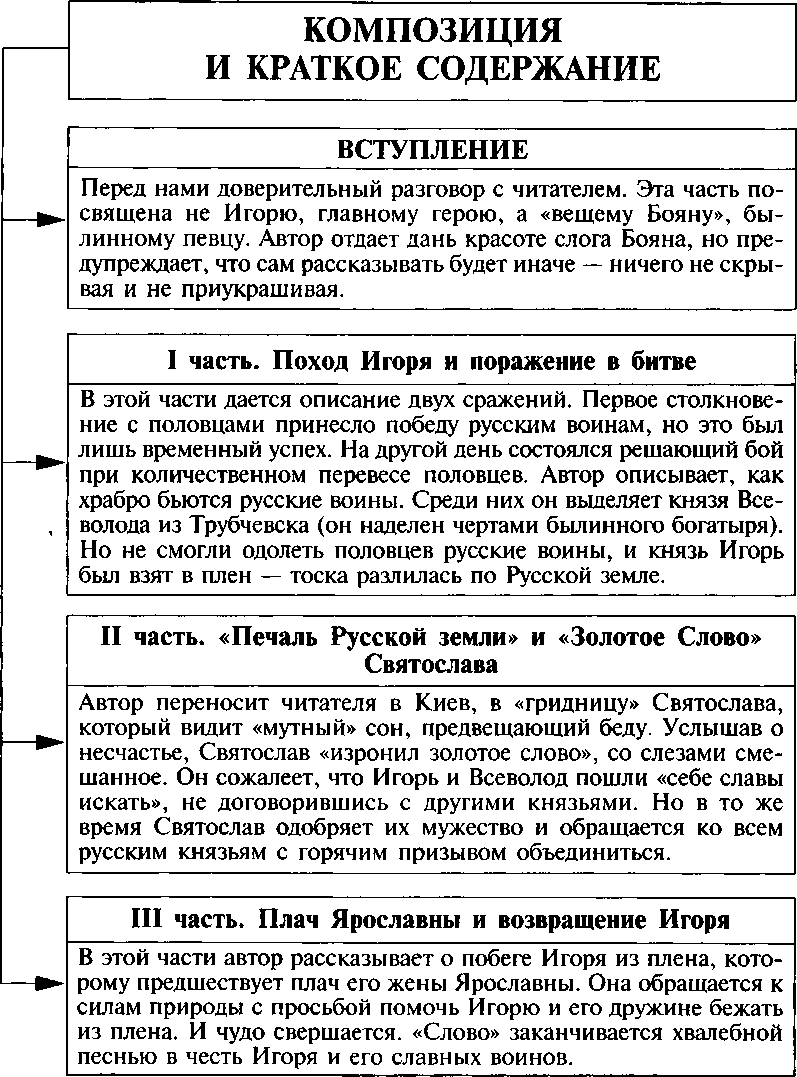 КОМПОЗИЦИЯ
И КРАТКОЕ СОДЕРЖАНИЕ
ВСТУПЛЕНИЕ
Перед нами доверительный разговор с читателем. Эта часть по-
священа не Игорю, главному герою, а «вещему Бояну», бы-
линному певцу. Автор отдает дань красоте слога Бояна, но пре-
дупреждает, что сам рассказывать будет иначе — ничего не скры-
вая и не приукрашивая.
I часть. Поход Игоря и поражение в битве
В этой части дается описание двух сражений. Первое столкнове-
ние с половцами принесло победу русским воинам, но это был
лишь временный успех. На другой день состоялся решающий бой
при количественном перевесе половцев. Автор описывает, как
храбро бьются русские воины. Среди них он выделяет князя Все-
волода из Трубчевска (он наделен чертами былинного богатыря).
Но не смогли одолеть половцев русские воины, и князь Игорь
был взят в плен — тоска разлилась по Русской земле.
II часть. «Печаль Русской земли» и «Золотое Слово»
Святослава
Автор переносит читателя в Киев, в «гридницу» Святослава,
который видит «мутный» сон, предвещающий беду. Услышав о
несчастье, Святослав «изронил золотое слово», со слезами сме-
шанное. Он сожалеет, что Игорь и Всеволод пошли «себе славы
искать», не договорившись с другими князьями. Но в то же
время Святослав одобряет их мужество и обращается ко всем
русским князьям с горячим призывом объединиться.
III часть. Плач Ярославны и возвращение Игоря
В этой части автор рассказывает о побеге Игоря из плена, кото-
рому предшествует плач его жены Ярославны. Она обращается к
силам природы с просьбой помочь Игорю и его дружине бежать
из плена. И чудо свершается. «Слово» заканчивается хвалебной
песнью в честь Игоря и его славных воинов.